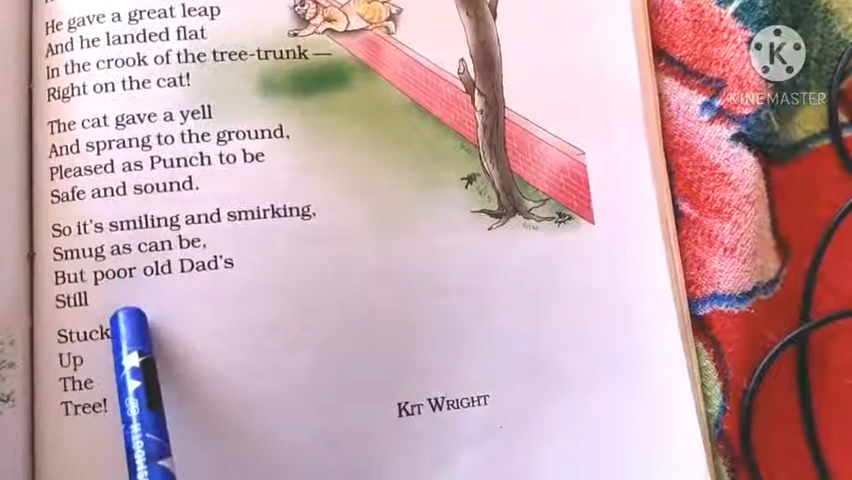 He gave a great leap
And he landed flat
In the crook of the tree-trunk —
Right on the cat!
The cat gave a yell
And sprang to the ground,
Pleased as Punch to be
Safe and sound.
So it's smiling and smirking,
Smug as can be,
But poor old Dad's
Still
Stuck
Up
The
Tree!
KIT WRIGHT
K
KINEMASTER